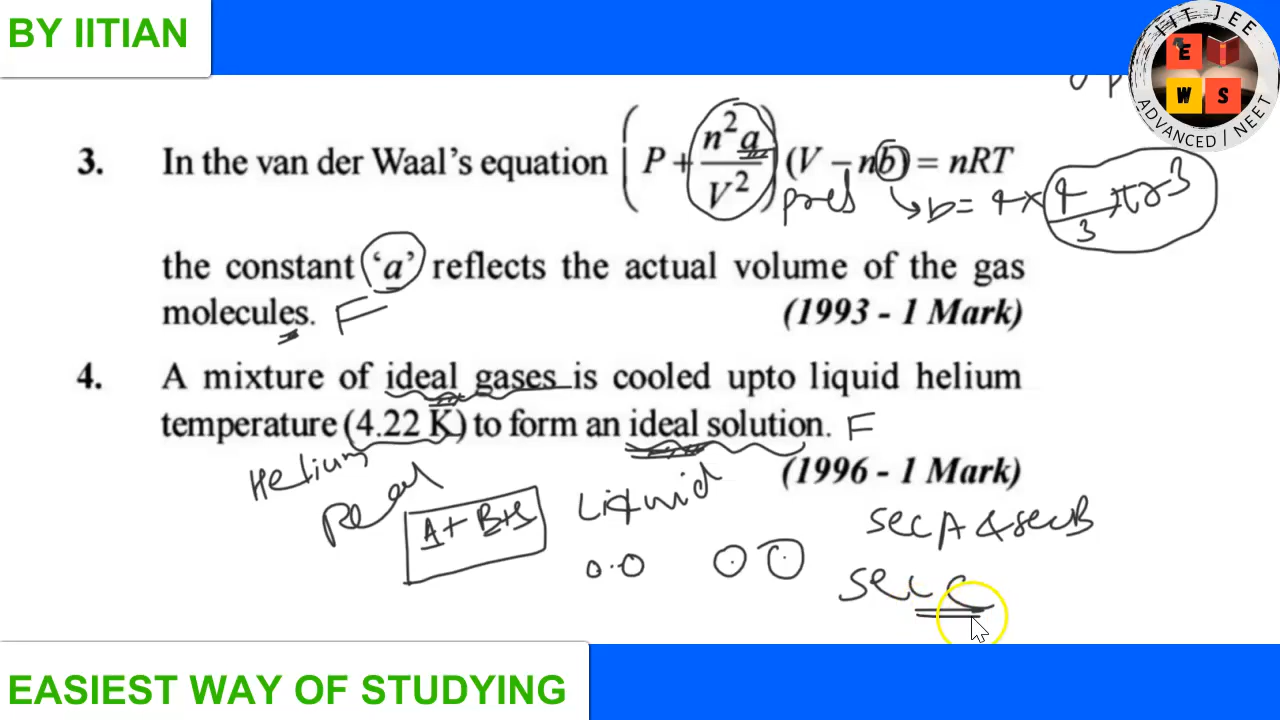 BY IITIAN
IIT JEE
E
W S
ADVANCED / NEET
3. In the van der Waal's equation (P + n²a/V²)(V − nb) = nRT
pres
b = 4 × 4/3 πr³
the constant 'a' reflects the actual volume of the gas
molecules. F (1993 - 1 Mark)
4. A mixture of ideal gases is cooled upto liquid helium
temperature (4.22 K) to form an ideal solution. F
(1996 - 1 Mark)
Helium
Real
Liquid
sec A & sec B
sec C
EASIEST WAY OF STUDYING